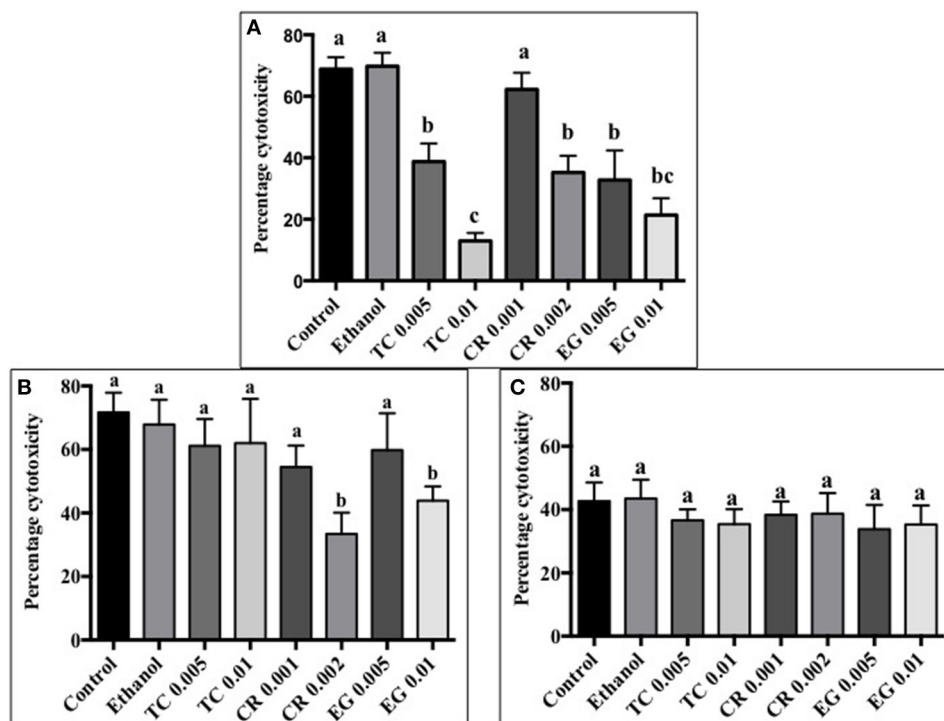 A
Percentage cytotoxicity
80
60
40
20
0
a
a
b
c
a
b
b
bc
Control
Ethanol
TC 0.005
TC 0.01
CR 0.001
CR 0.002
EG 0.005
EG 0.01
B
Percentage cytotoxicity
80
60
40
20
0
a
a
a
a
a
b
a
b
Control
Ethanol
TC 0.005
TC 0.01
CR 0.001
CR 0.002
EG 0.005
EG 0.01
C
Percentage cytotoxicity
80
60
40
20
0
a
a
a
a
a
a
a
a
Control
Ethanol
TC 0.005
TC 0.01
CR 0.001
CR 0.002
EG 0.005
EG 0.01